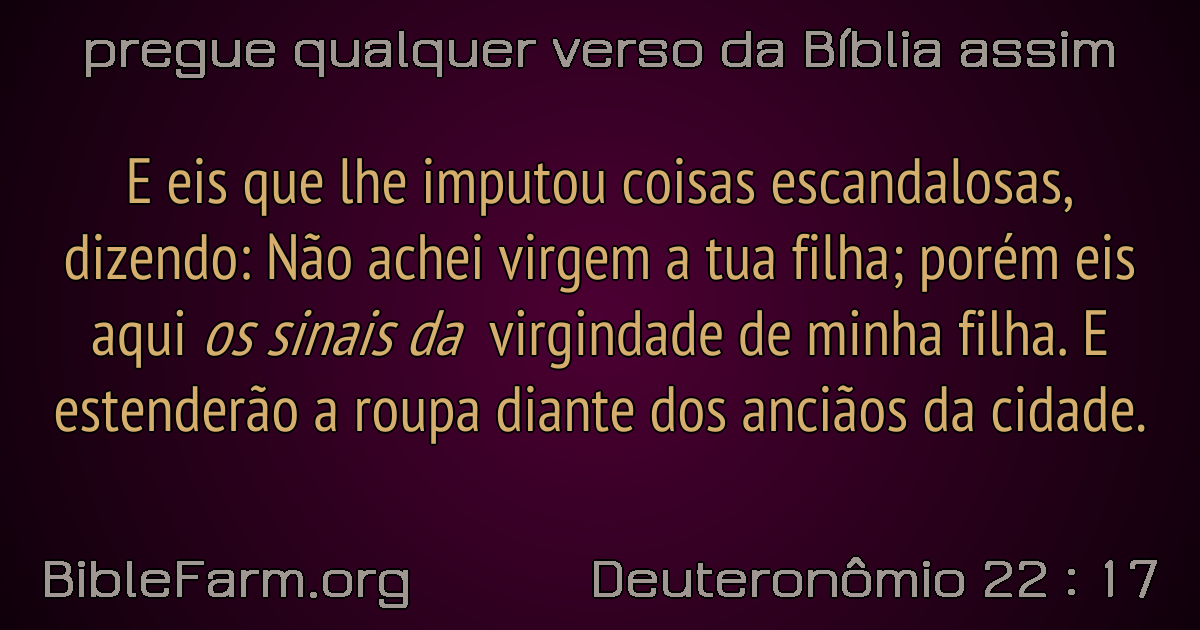 pregue qualquer verso da Bíblia assim
E eis que lhe imputou coisas escandalosas,
dizendo: Não achei virgem a tua filha; porém eis
aqui os sinais da virgindade de minha filha. E
estenderão a roupa diante dos anciãos da cidade.
BibleFarm.org
Deuteronômio 22 : 17